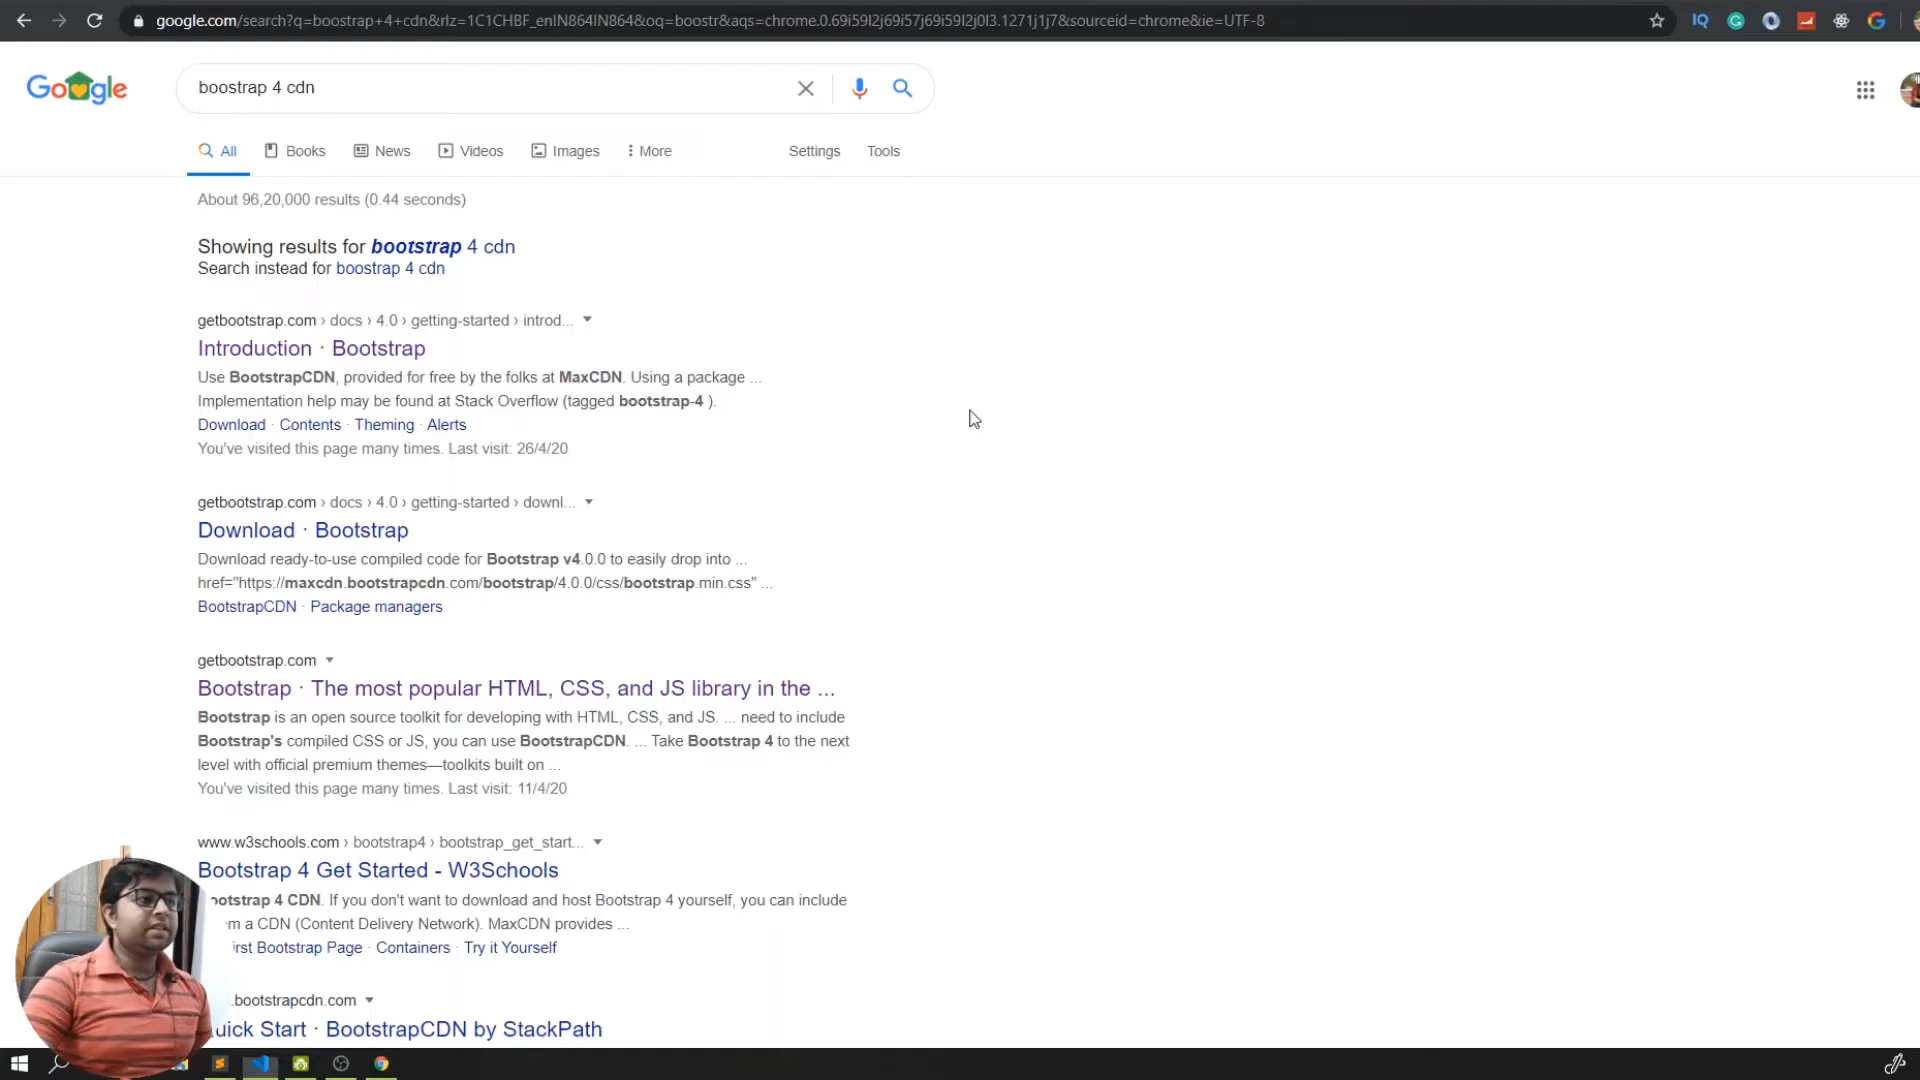 google.com/search?q=boostrap+4+cdn&rlz=1C1CHBF_enIN864IN864&oq=boostr&aqs=chrome.0.69i59l2j69i57j69i59l2j0l3.1271j1j7&sourceid=chrome&ie=UTF-8
IQ
Google
boostrap 4 cdn
All
Books
News
Videos
Images
More
Settings
Tools
About 96,20,000 results (0.44 seconds)
Showing results for bootstrap 4 cdn
Search instead for boostrap 4 cdn
getbootstrap.com › docs › 4.0 › getting-started › introd...
Introduction · Bootstrap
Use BootstrapCDN, provided for free by the folks at MaxCDN. Using a package ...
Implementation help may be found at Stack Overflow (tagged bootstrap-4 ).
Download · Contents · Theming · Alerts
You've visited this page many times. Last visit: 26/4/20
getbootstrap.com › docs › 4.0 › getting-started › downl...
Download · Bootstrap
Download ready-to-use compiled code for Bootstrap v4.0.0 to easily drop into ...
href="https://maxcdn.bootstrapcdn.com/bootstrap/4.0.0/css/bootstrap.min.css" ...
BootstrapCDN · Package managers
getbootstrap.com
Bootstrap · The most popular HTML, CSS, and JS library in the ...
Bootstrap is an open source toolkit for developing with HTML, CSS, and JS. ... need to include
Bootstrap's compiled CSS or JS, you can use BootstrapCDN. ... Take Bootstrap 4 to the next
level with official premium themes—toolkits built on ...
You've visited this page many times. Last visit: 11/4/20
www.w3schools.com › bootstrap4 › bootstrap_get_start...
Bootstrap 4 Get Started - W3Schools
ootstrap 4 CDN. If you don't want to download and host Bootstrap 4 yourself, you can include
m a CDN (Content Delivery Network). MaxCDN provides ...
irst Bootstrap Page · Containers · Try it Yourself
.bootstrapcdn.com
uick Start · BootstrapCDN by StackPath